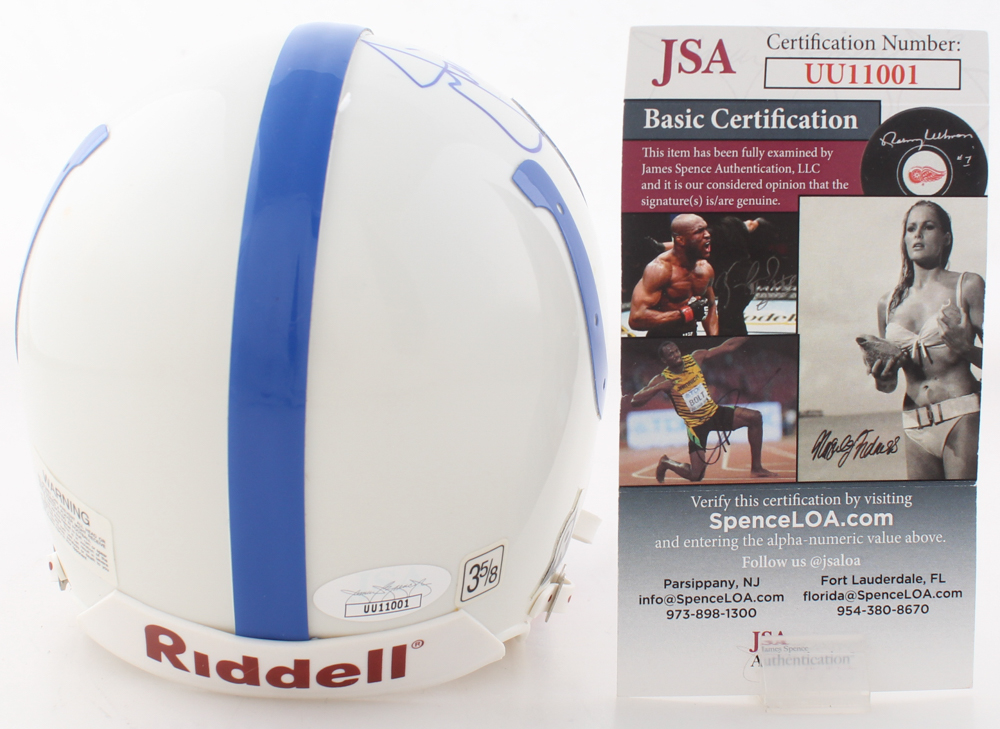 WARNING
UU11001
3 5/8
Riddell®
JSA
Certification Number:
UU11001
Basic Certification
This item has been fully examined by
James Spence Authentication, LLC
and it is our considered opinion that the
signature(s) is/are genuine.
#7
BOLT
Verify this certification by visiting
SpenceLOA.com
and entering the alpha-numeric value above.
Follow us @jsaloa
Parsippany, NJ
info@SpenceLOA.com
973-898-1300
Fort Lauderdale, FL
florida@SpenceLOA.com
954-380-8670
JSA
James Spence
Authentication